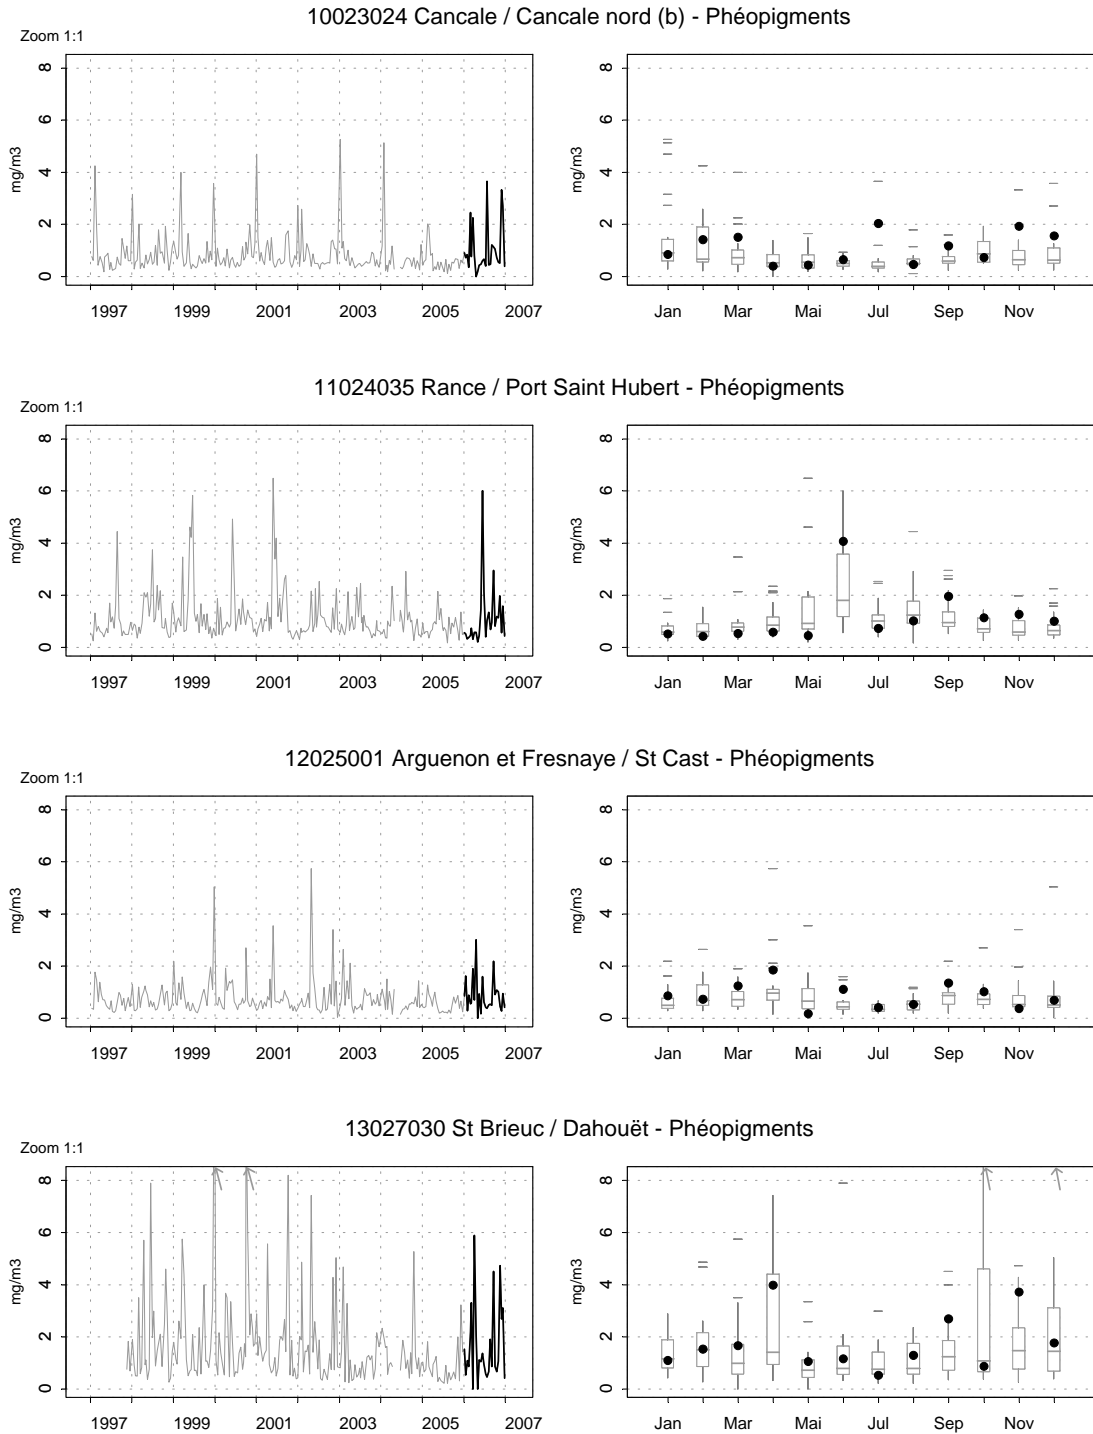 10023024 Cancale / Cancale nord (b) - Phéopigments
Zoom 1:1
8
6
4
2
0
mg/m3
1997 1999 2001 2003 2005 2007
8
6
4
2
0
mg/m3
Jan Mar Mai Jul Sep Nov
11024035 Rance / Port Saint Hubert - Phéopigments
Zoom 1:1
8
6
4
2
0
mg/m3
1997 1999 2001 2003 2005 2007
8
6
4
2
0
mg/m3
Jan Mar Mai Jul Sep Nov
12025001 Arguenon et Fresnaye / St Cast - Phéopigments
Zoom 1:1
8
6
4
2
0
mg/m3
1997 1999 2001 2003 2005 2007
8
6
4
2
0
mg/m3
Jan Mar Mai Jul Sep Nov
13027030 St Brieuc / Dahouët - Phéopigments
Zoom 1:1
8
6
4
2
0
mg/m3
1997 1999 2001 2003 2005 2007
8
6
4
2
0
mg/m3
Jan Mar Mai Jul Sep Nov